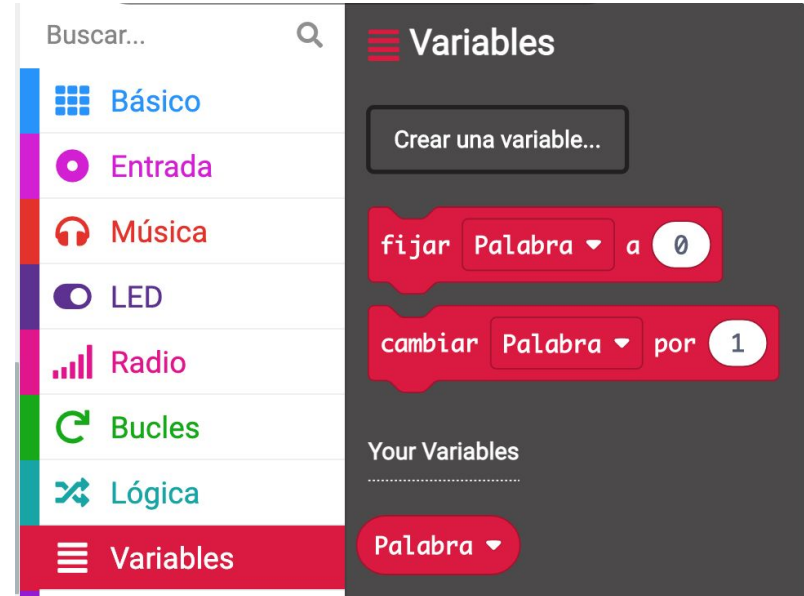 Buscar...
Básico
Entrada
Música
LED
Radio
Bucles
Lógica
Variables
Variables
Crear una variable...
fijar Palabra a 0
cambiar Palabra por 1
Your Variables
Palabra